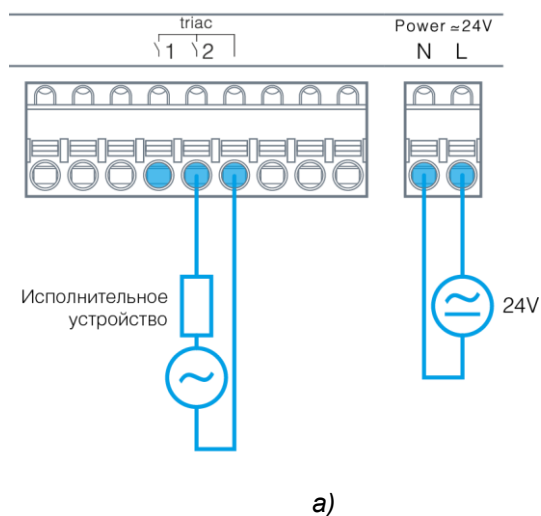 triac
1 2
Power ≃24V
N L
Исполнительное
устройство
24V
а)